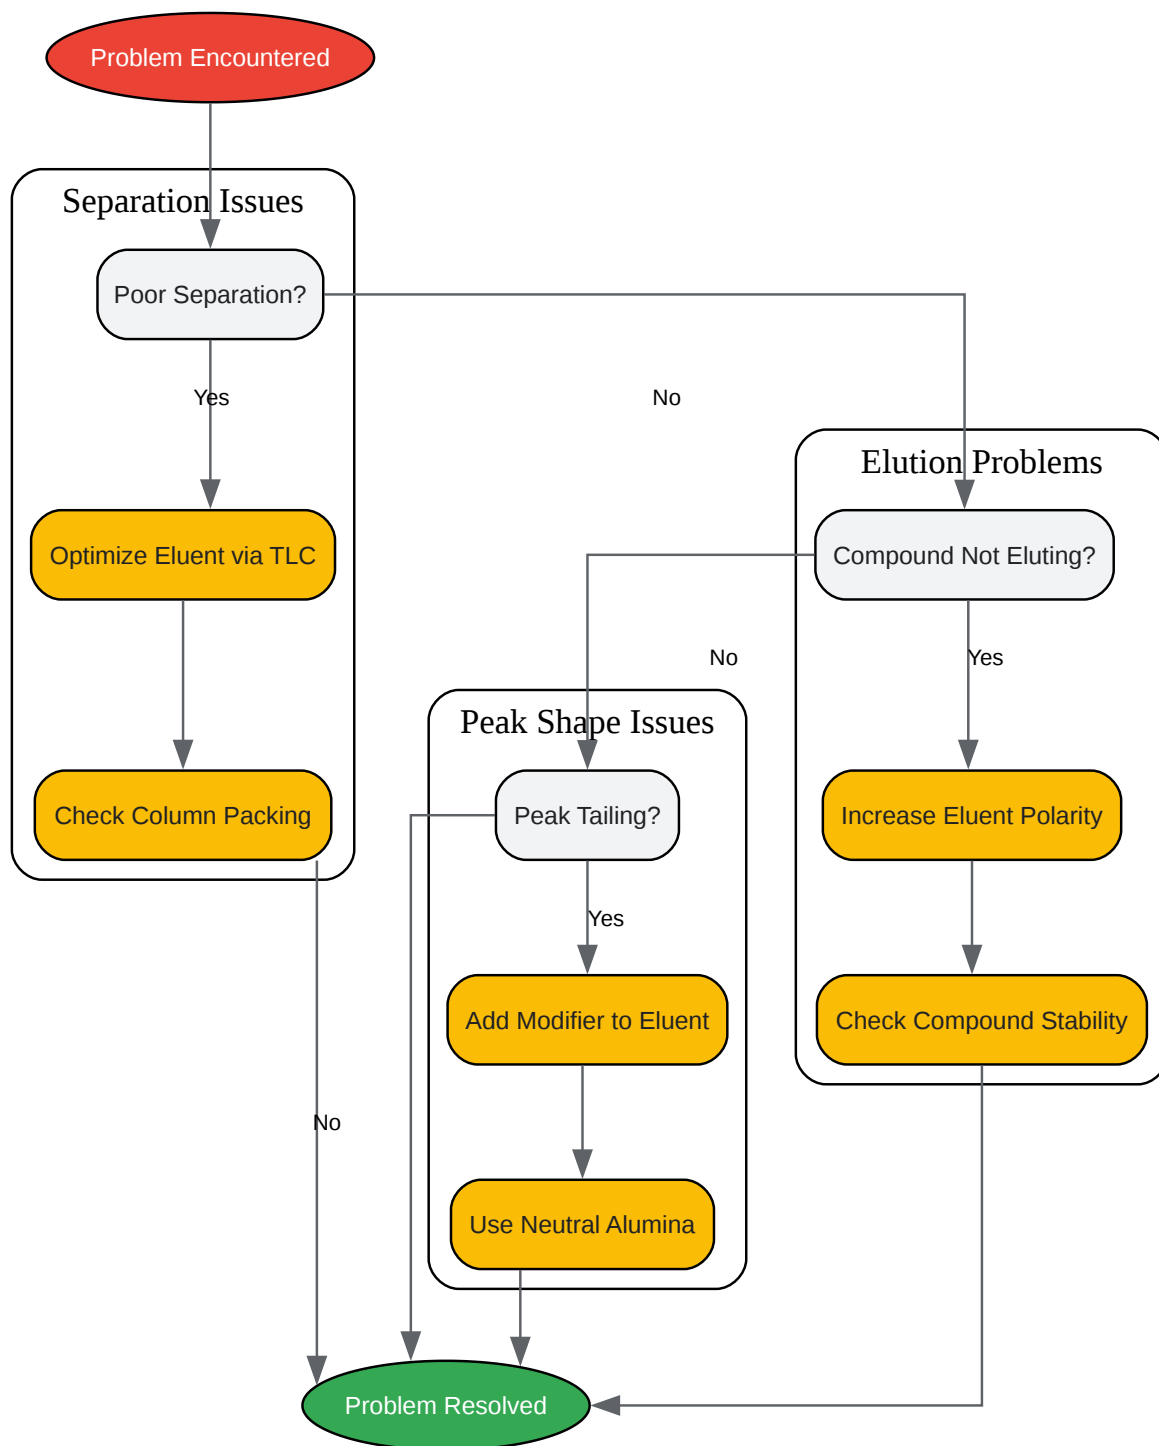 Problem Encountered
Separation Issues
Poor Separation?
Yes
No
Elution Problems
Optimize Eluent via TLC
Compound Not Eluting?
No
Yes
Peak Shape Issues
Check Column Packing
Peak Tailing?
Increase Eluent Polarity
Yes
Add Modifier to Eluent
Check Compound Stability
No
Use Neutral Alumina
Problem Resolved